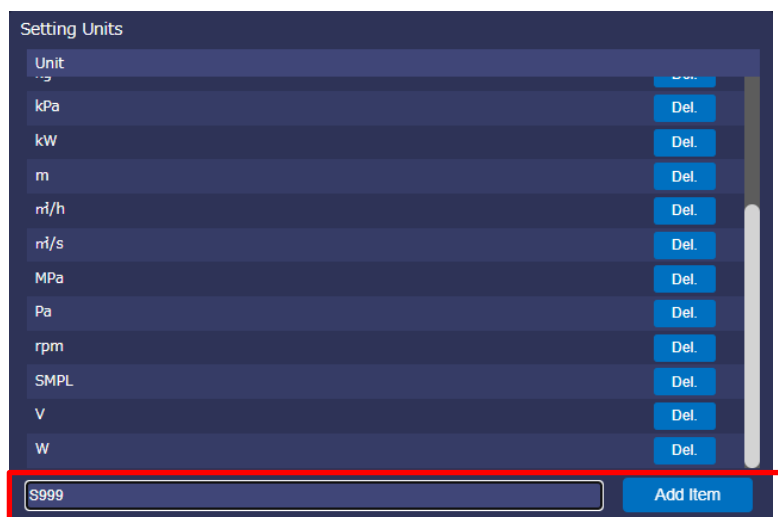 Setting Units
Unit
kg Del.
kPa Del.
kW Del.
m Del.
㎥/h Del.
㎥/s Del.
MPa Del.
Pa Del.
rpm Del.
SMPL Del.
V Del.
W Del.
S999 Add Item